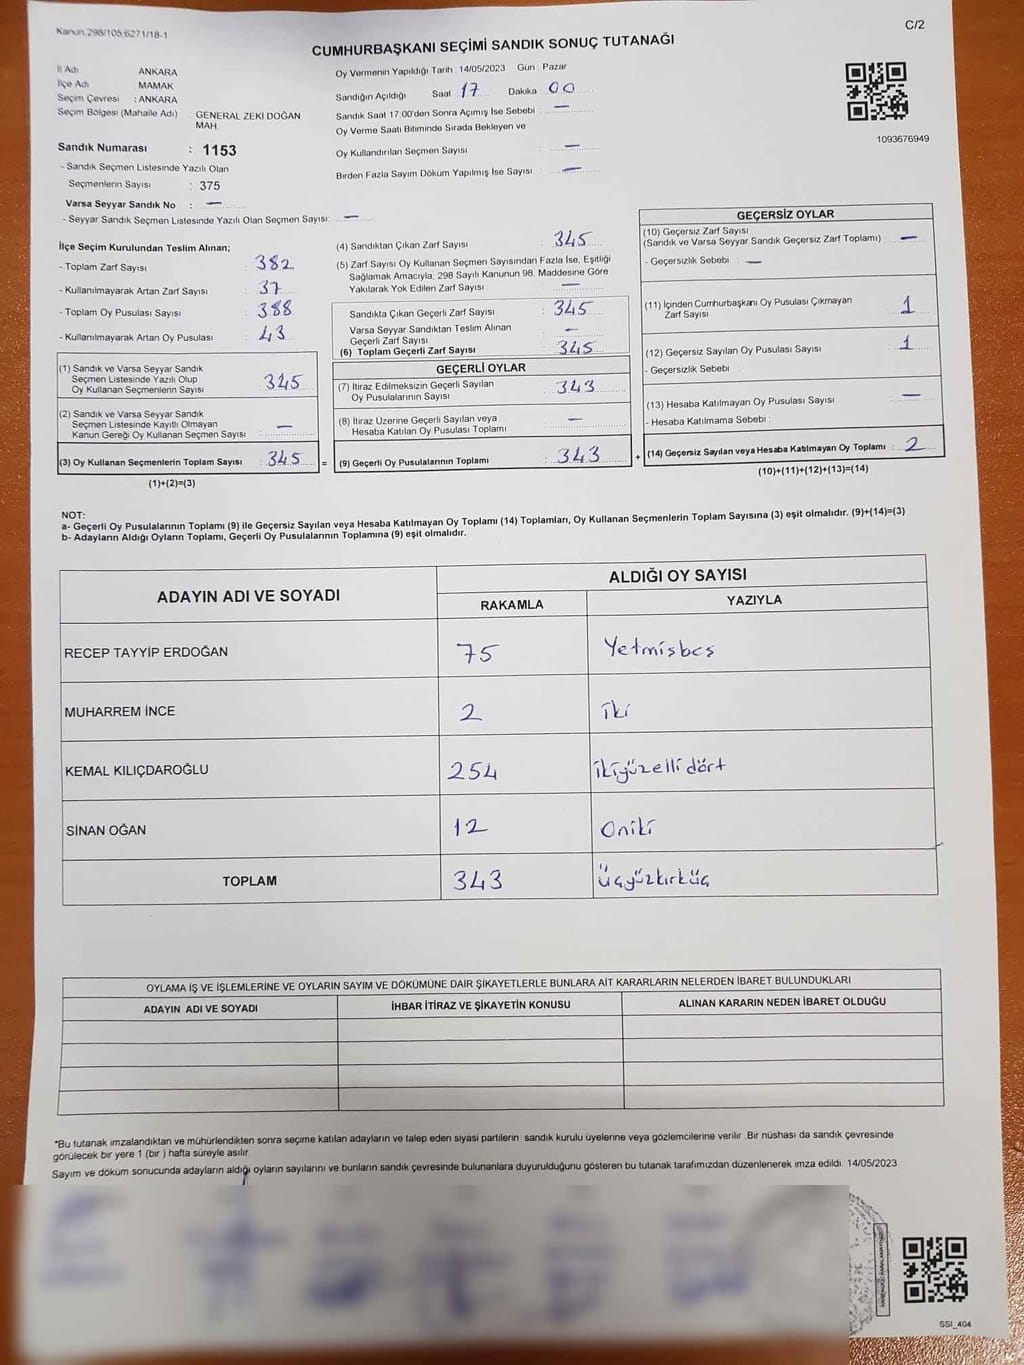 Kanun,298/105;6271/18-1
C/2
CUMHURBAŞKANI SEÇİMİ SANDIK SONUÇ TUTANAĞI
İl Adı ANKARA
İlçe Adı MAMAK
Seçim Çevresi : ANKARA
Seçim Bölgesi (Mahalle Adı) : GENERAL ZEKİ DOĞAN
MAH.
Sandık Numarası : 1153
- Sandık Seçmen Listesinde Yazılı Olan
Seçmenlerin Sayısı : 375
Varsa Seyyar Sandık No : —
- Seyyar Sandık Seçmen Listesinde Yazılı Olan Seçmen Sayısı: —
Oy Vermenin Yapıldığı Tarih : 14/05/2023 Gün : Pazar
Sandığın Açıldığı Saat : 17 Dakika 00
Sandık Saat 17:00'den Sonra Açımış İse Sebebi : —
Oy Verme Saati Bitiminde Sırada Bekleyen ve
Oy Kullandırılan Seçmen Sayısı : —
Birden Fazla Sayım Döküm Yapılmış İse Sayısı : —
1093676949
İlçe Seçim Kurulundan Teslim Alınan;
- Toplam Zarf Sayısı : 382
- Kullanılmayarak Artan Zarf Sayısı : 37
- Toplam Oy Pusulası Sayısı : 388
- Kullanılmayarak Artan Oy Pusulası : 43
(1) Sandık ve Varsa Seyyar Sandık
Seçmen Listesinde Yazılı Olup
Oy Kullanan Seçmenlerin Sayısı : 345
(2) Sandık ve Varsa Seyyar Sandık
Seçmen Listesinde Kayıtlı Olmayan
Kanun Gereği Oy Kullanan Seçmen Sayısı : —
(3) Oy Kullanan Seçmenlerin Toplam Sayısı : 345
(1)+(2)=(3)
=
(4) Sandıktan Çıkan Zarf Sayısı : 345
(5) Zarf Sayısı Oy Kullanan Seçmen Sayısından Fazla İse, Eşitliği
Sağlamak Amacıyla, 298 Sayılı Kanunun 98. Maddesine Göre
Yakılarak Yok Edilen Zarf Sayısı : —
Sandıkta Çıkan Geçerli Zarf Sayısı : 345
Varsa Seyyar Sandıktan Teslim Alınan
Geçerli Zarf Sayısı : —
(6) Toplam Geçerli Zarf Sayısı : 345
GEÇERLİ OYLAR
(7) İtiraz Edilmeksizin Geçerli Sayılan
Oy Pusulalarının Sayısı : 343
(8) İtiraz Üzerine Geçerli Sayılan veya
Hesaba Katılan Oy Pusulası Toplamı : —
(9) Geçerli Oy Pusulalarının Toplamı : 343
+
GEÇERSİZ OYLAR
(10) Geçersiz Zarf Sayısı
(Sandık ve Varsa Seyyar Sandık Geçersiz Zarf Toplamı) : —
- Geçersizlik Sebebi : —
(11) İçinden Cumhurbaşkanı Oy Pusulası Çıkmayan
Zarf Sayısı : 1
(12) Geçersiz Sayılan Oy Pusulası Sayısı : 1
- Geçersizlik Sebebi :
(13) Hesaba Katılmayan Oy Pusulası Sayısı : —
- Hesaba Katılmama Sebebi :
(14) Geçersiz Sayılan veya Hesaba Katılmayan Oy Toplamı : 2
(10)+(11)+(12)+(13)=(14)
NOT:
a- Geçerli Oy Pusulalarının Toplamı (9) ile Geçersiz Sayılan veya Hesaba Katılmayan Oy Toplamı (14) Toplamları, Oy Kullanan Seçmenlerin Toplam Sayısına (3) eşit olmalıdır. (9)+(14)=(3)
b- Adayların Aldığı Oyların Toplamı, Geçerli Oy Pusulalarının Toplamına (9) eşit olmalıdır.
ADAYIN ADI VE SOYADI
ALDIĞI OY SAYISI
RAKAMLA YAZIYLA
RECEP TAYYİP ERDOĞAN 75 Yetmişbeş
MUHARREM İNCE 2 İki
KEMAL KILIÇDAROĞLU 254 İkiyüzellidört
SİNAN OĞAN 12 Oniki
TOPLAM 343 Üçyüzkırküç
OYLAMA İŞ VE İŞLEMLERİNE VE OYLARIN SAYIM VE DÖKÜMÜNE DAİR ŞİKAYETLERLE BUNLARA AİT KARARLARIN NELERDEN İBARET BULUNDUKLARI
ADAYIN ADI VE SOYADI İHBAR İTİRAZ VE ŞİKAYETİN KONUSU ALINAN KARARIN NEDEN İBARET OLDUĞU
*Bu tutanak imzalandıktan ve mühürlendikten sonra seçime katılan adayların ve talep eden siyasi partilerin sandık kurulu üyelerine veya gözlemcilerine verilir .Bir nüshası da sandık çevresinde
görülecek bir yere 1 (bir ) hafta süreyle asılır
Sayım ve döküm sonucunda adayların aldığı oyların sayılarını ve bunların sandık çevresinde bulunanlara duyurulduğunu gösteren bu tutanak tarafımızdan düzenlenerek imza edildi. 14/05/2023
SSI_404